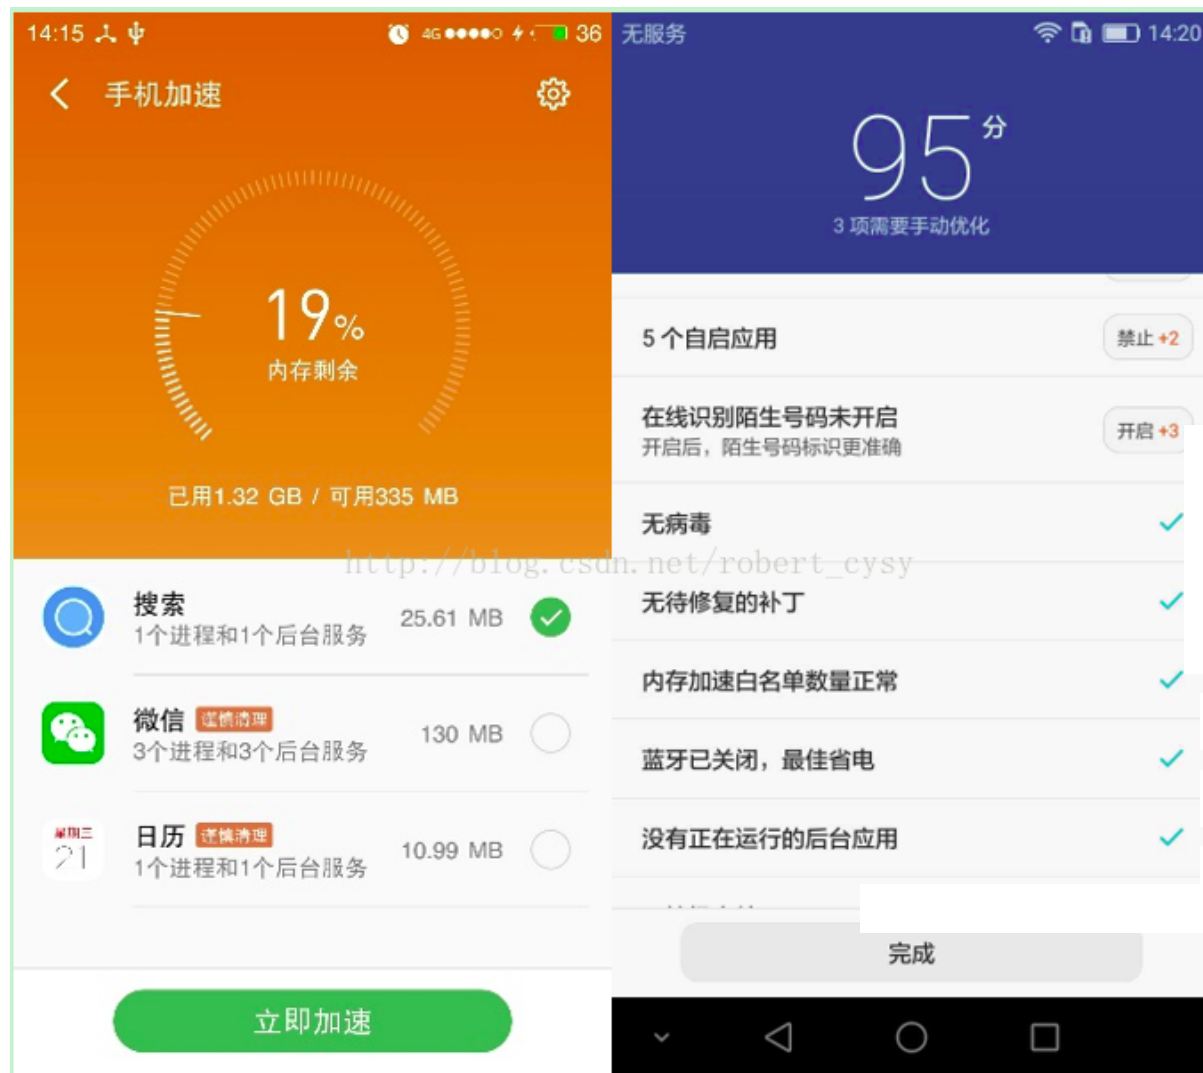 14:15
4G
36
手机加速
19%
内存剩余
已用1.32 GB / 可用335 MB
搜索
1个进程和1个后台服务
25.61 MB
微信 谨慎清理
3个进程和3个后台服务
130 MB
星期三
21
日历 谨慎清理
1个进程和1个后台服务
10.99 MB
立即加速
无服务
14:20
95分
3 项需要手动优化
5 个自启应用
禁止 +2
在线识别陌生号码未开启
开启后，陌生号码标识更准确
开启 +3
无病毒
无待修复的补丁
内存加速白名单数量正常
蓝牙已关闭，最佳省电
没有正在运行的后台应用
完成
http://blog.csdn.net/robert_cysy